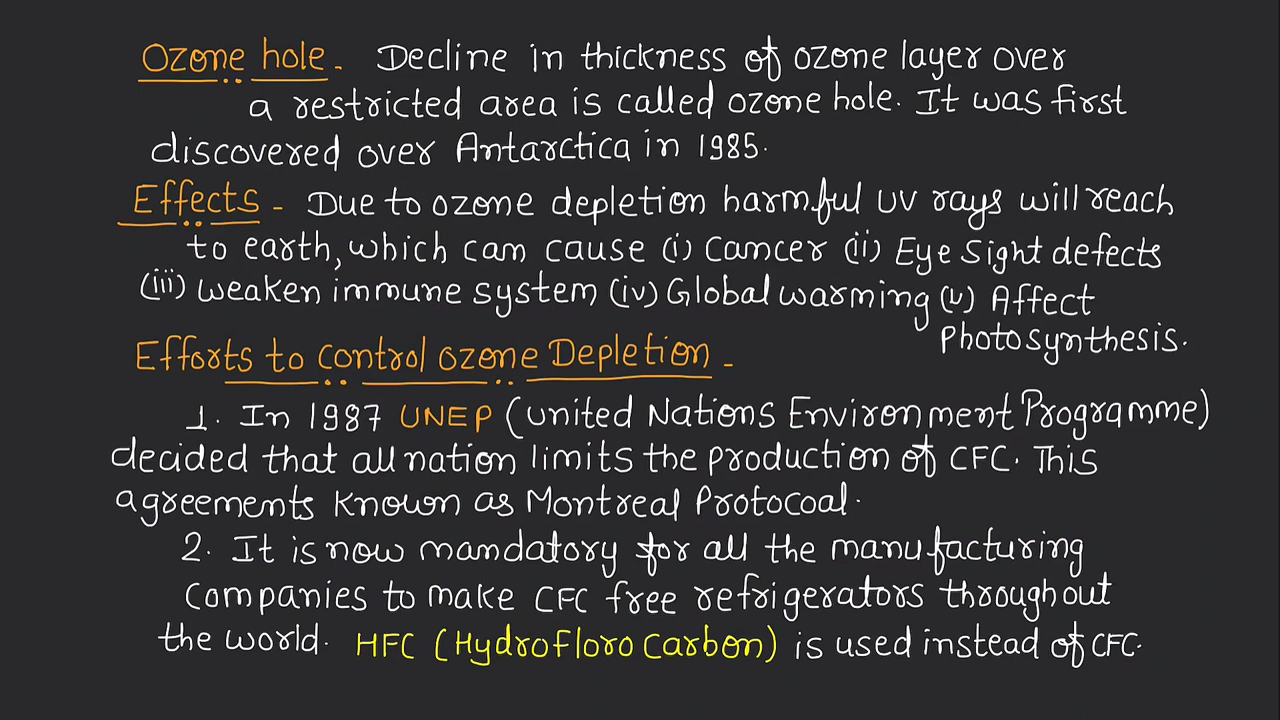 Ozone hole - Decline in thickness of ozone layer over
a restricted area is called ozone hole. It was first
discovered over Antarctica in 1985.
Effects - Due to ozone depletion harmful UV rays will reach
to earth, which can cause (i) Cancer (ii) Eye Sight defects
(iii) weaken immune system (iv) Global warming (v) Affect
Photosynthesis.
Efforts to control ozone Depletion -
1. In 1987 UNEP (United Nations Environment Programme)
decided that all nation limits the production of CFC. This
agreements known as Montreal Protocoal.
2. It is now mandatory for all the manufacturing
companies to make CFC free refrigerators throughout
the world. HFC (Hydrofloro Carbon) is used instead of CFC.